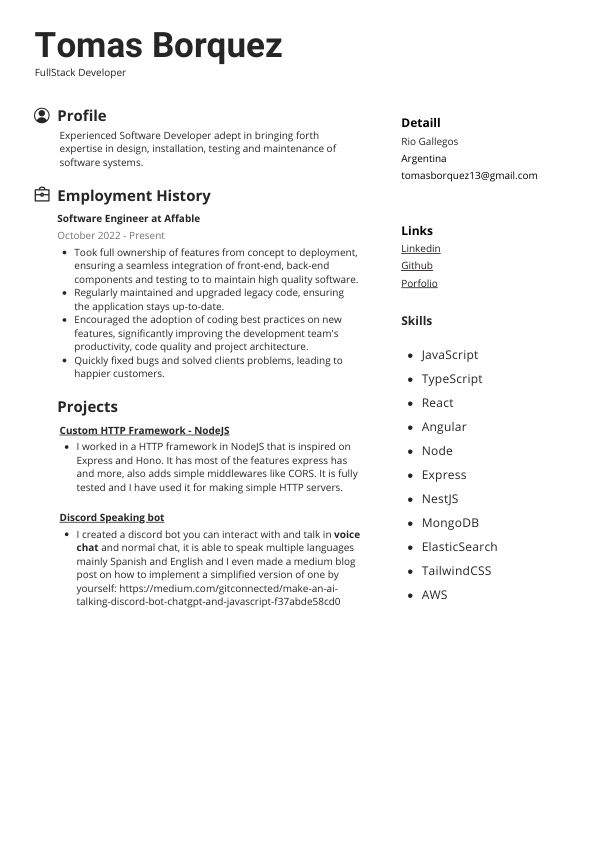 Tomas Borquez
FullStack Developer
Profile
Experienced Software Developer adept in bringing forth
expertise in design, installation, testing and maintenance of
software systems.
Employment History
Software Engineer at Affable
October 2022 - Present
• Took full ownership of features from concept to deployment,
ensuring a seamless integration of front-end, back-end
components and testing to to maintain high quality software.
• Regularly maintained and upgraded legacy code, ensuring
the application stays up-to-date.
• Encouraged the adoption of coding best practices on new
features, significantly improving the development team's
productivity, code quality and project architecture.
• Quickly fixed bugs and solved clients problems, leading to
happier customers.
Projects
Custom HTTP Framework - NodeJS
• I worked in a HTTP framework in NodeJS that is inspired on
Express and Hono. It has most of the features express has
and more, also adds simple middlewares like CORS. It is fully
tested and I have used it for making simple HTTP servers.
Discord Speaking bot
• I created a discord bot you can interact with and talk in voice
chat and normal chat, it is able to speak multiple languages
mainly Spanish and English and I even made a medium blog
post on how to implement a simplified version of one by
yourself: https://medium.com/gitconnected/make-an-ai-
talking-discord-bot-chatgpt-and-javascript-f37abde58cd0
Detaill
Rio Gallegos
Argentina
tomasborquez13@gmail.com
Links
Linkedin
Github
Porfolio
Skills
• JavaScript
• TypeScript
• React
• Angular
• Node
• Express
• NestJS
• MongoDB
• ElasticSearch
• TailwindCSS
• AWS